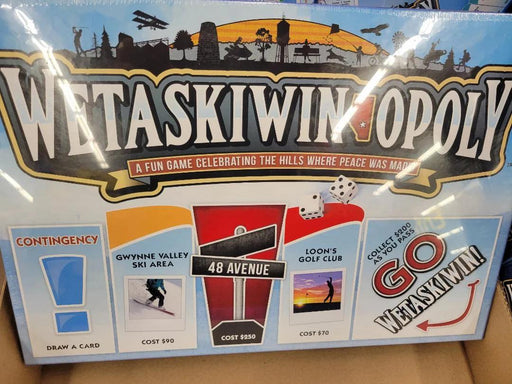 WETASKIWIN OPOLY
A FUN GAME CELEBRATING THE HILLS WHERE PEACE WAS MADE
CONTINGENCY
!
DRAW A CARD
GWYNNE VALLEY
SKI AREA
COST $90
48 AVENUE
COST $250
LOON'S
GOLF CLUB
COST $70
COLLECT $200
AS YOU PASS
GO
WETASKIWIN!